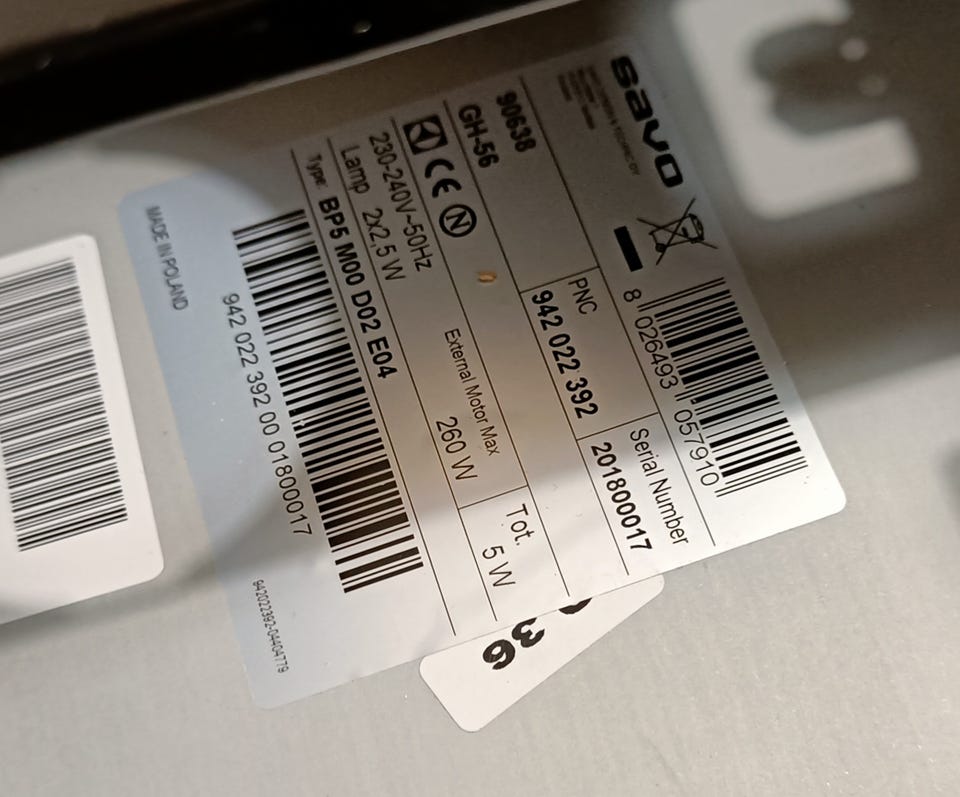 savo
90638
GH-56
PNC
942 022 392
Serial Number
201800017
8 026493 057910
230-240V~50Hz
Lamp 2x2,5 W
External Motor Max
260 W
Tot.
5 W
Type: BP5 M00 D02 E04
942 022 392 00 01800017
MADE IN POLAND
942022392-04404779
36